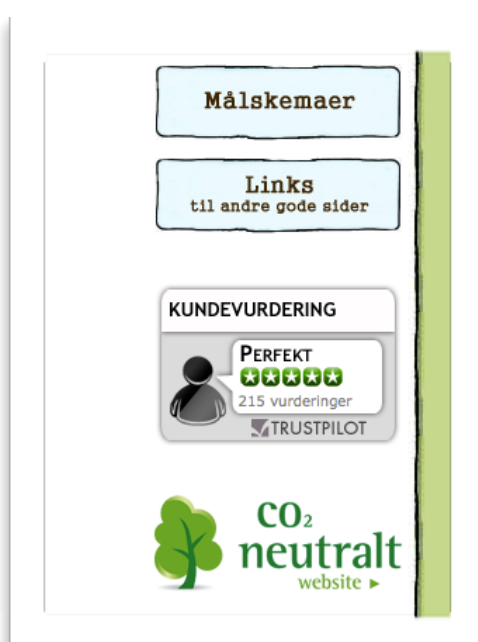 Målskemaer
Links
til andre gode sider
KUNDEVURDERING
PERFEKT
215 vurderinger
TRUSTPILOT
CO₂
neutralt
website ►